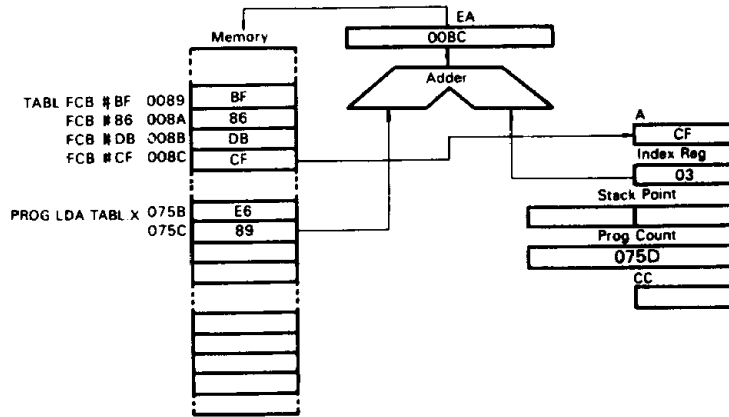 EA
Memory
00BC
Adder
TABL FCB #BF 0089 BF
FCB #86 008A 86
FCB #DB 008B DB
FCB #CF 008C CF
A
CF
Index Reg
03
Stack Point
PROG LDA TABL.X 075B E6
075C 89
Prog Count
075D
CC